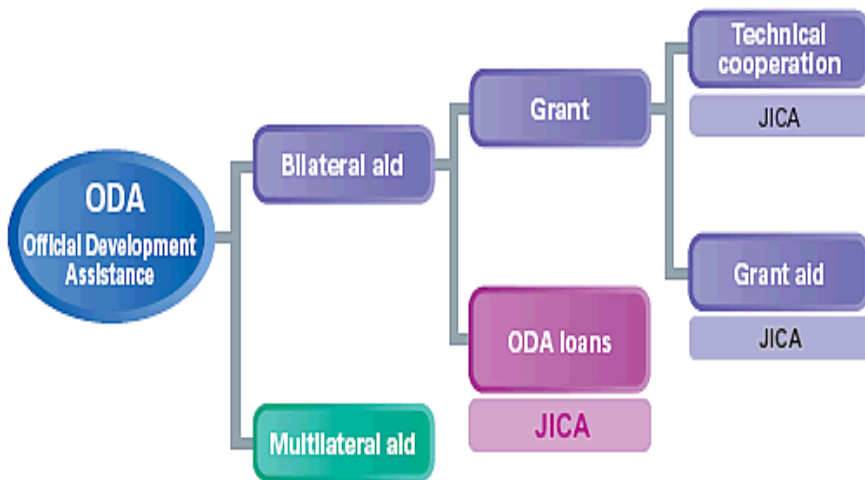 ODA
Official Development
Assistance
Bilateral aid
Multilateral aid
Grant
ODA loans
JICA
Technical
cooperation
JICA
Grant aid
JICA